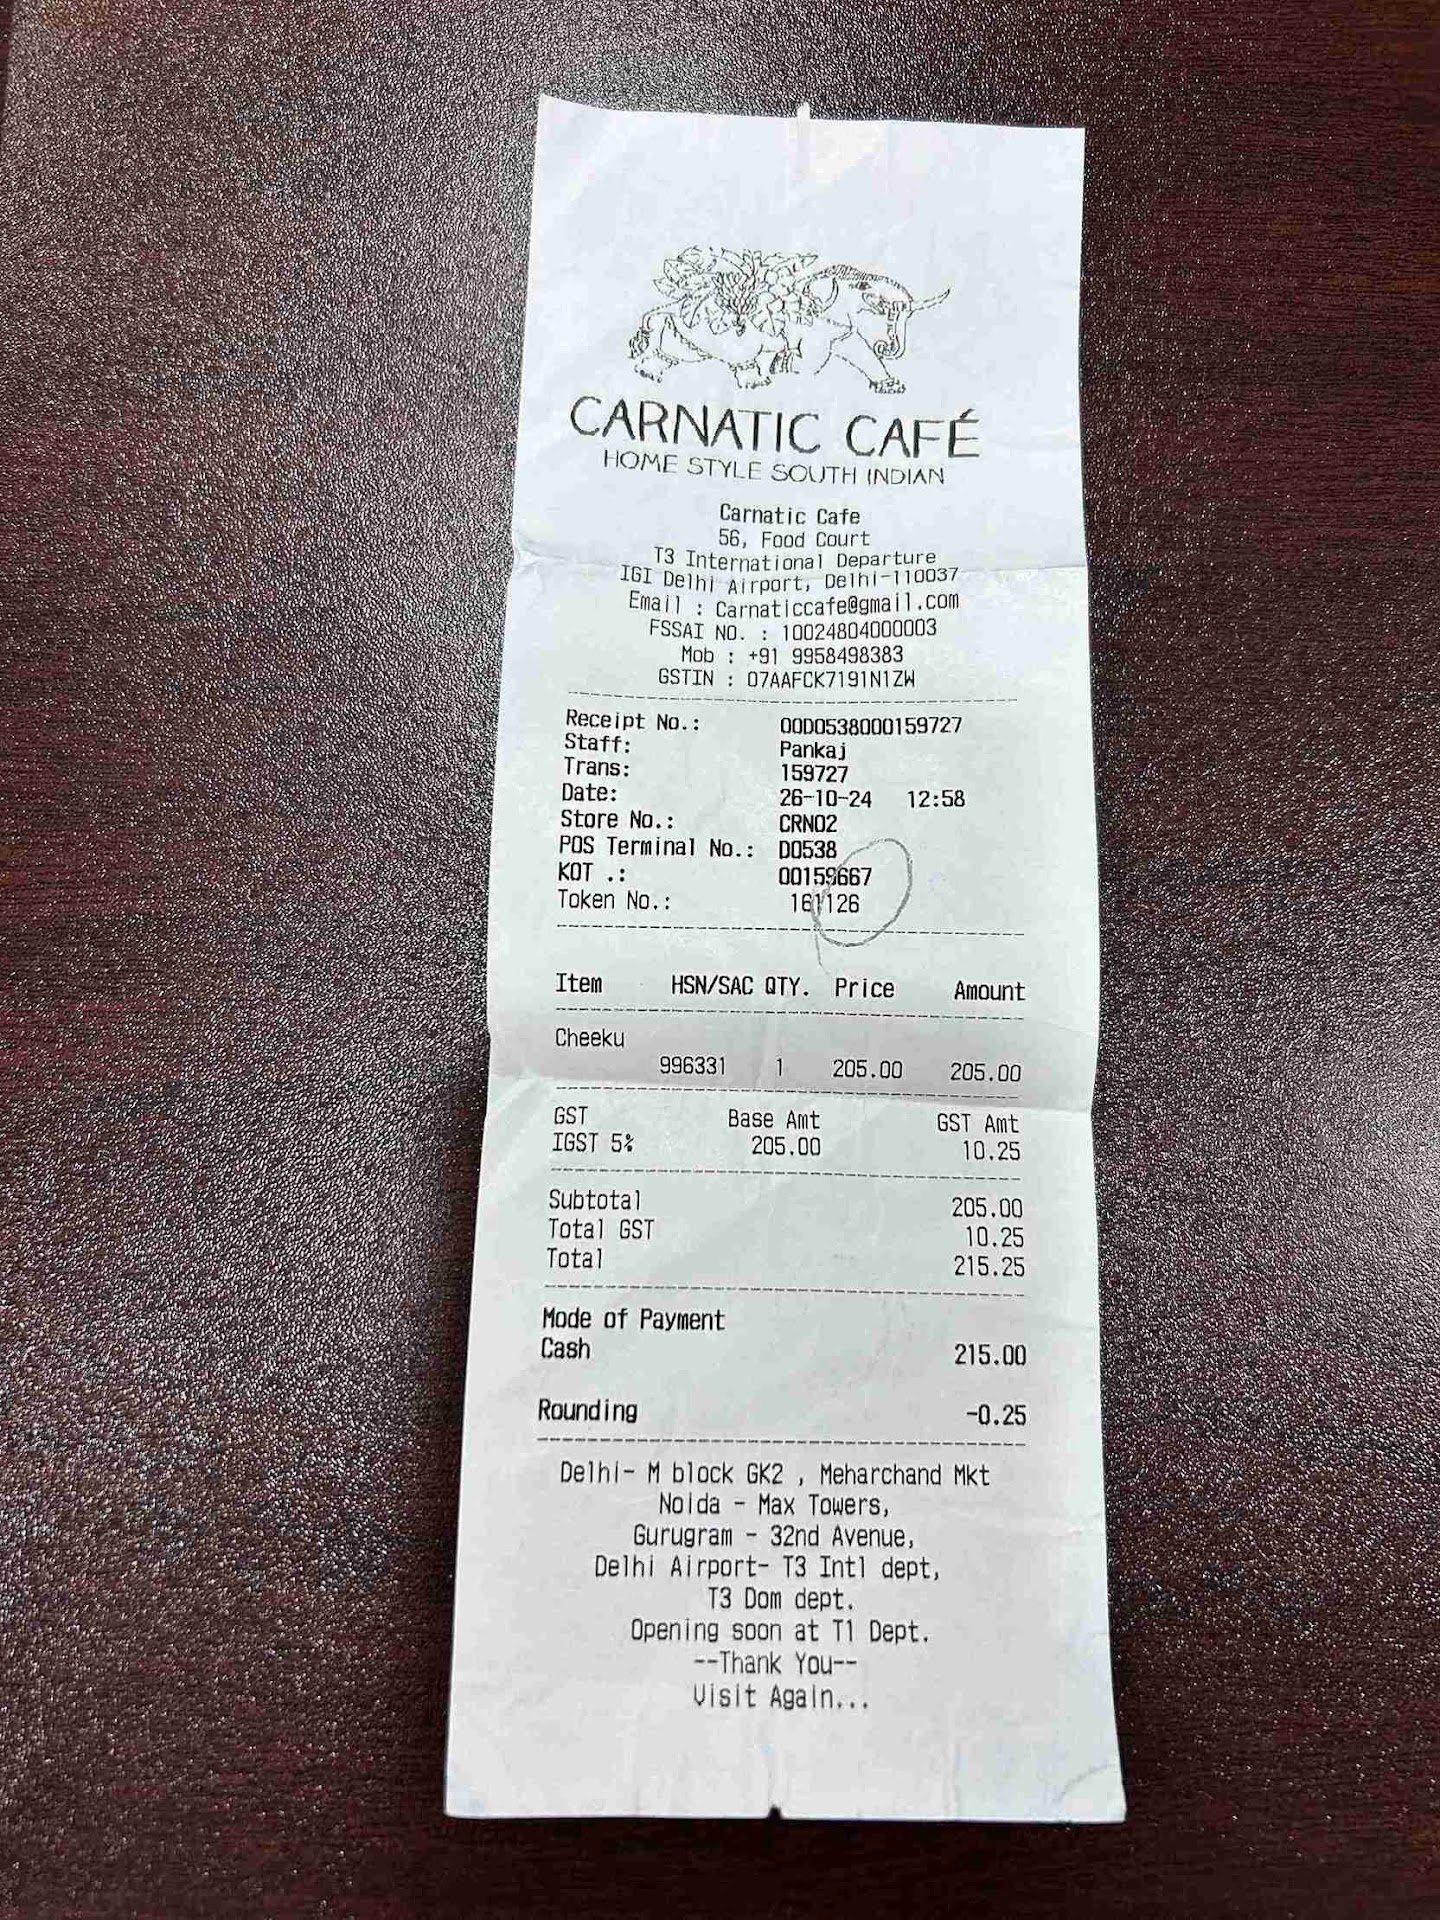 CARNATIC CAFÉ
HOME STYLE SOUTH INDIAN
Carnatic Cafe
56, Food Court
T3 International Departure
IGI Delhi Airport, Delhi-110037
Email : Carnaticcafe@gmail.com
FSSAI NO. : 10024804000003
Mob : +91 9958498383
GSTIN : 07AAFCK7191N1ZW
Receipt No.: 00D0538000159727
Staff: Pankaj
Trans: 159727
Date: 26-10-24 12:58
Store No.: CRN02
POS Terminal No.: D0538
KOT .: 00159667
Token No.: 161126
Item HSN/SAC QTY. Price Amount
Cheeku
996331 1 205.00 205.00
GST Base Amt GST Amt
IGST 5% 205.00 10.25
Subtotal 205.00
Total GST 10.25
Total 215.25
Mode of Payment
Cash 215.00
Rounding -0.25
Delhi- M block GK2 , Meharchand Mkt
Noida - Max Towers,
Gurugram - 32nd Avenue,
Delhi Airport- T3 Intl dept,
T3 Dom dept.
Opening soon at T1 Dept.
--Thank You--
Visit Again...